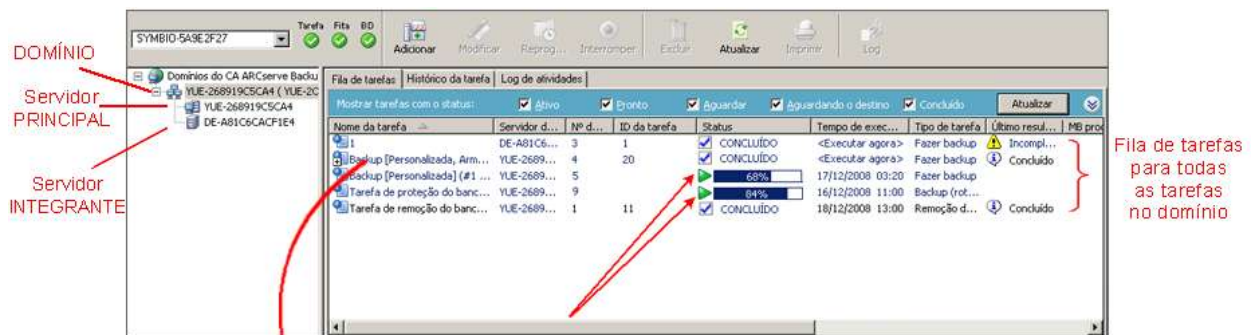 Tarefa Fita BD
SYMBIO-5A9E2F27
Adicionar Modificar Reprog... Interromper Excluir Atualizar Imprimir Log
DOMÍNIO
Domínios do CA ARCserve Backu
YUE-268919C5CA4 ( YUE-2C
Servidor
PRINCIPAL
YUE-268919C5CA4
DE-A81C6CACF1E4
Servidor
INTEGRANTE
Fila de tarefas Histórico da tarefa Log de atividades
Mostrar tarefas com o status: Ativo Pronto Aguardar Aguardando o destino Concluído Atualizar
Nome da tarefa Servidor d... Nº d... ID da tarefa Status Tempo de exec... Tipo de tarefa Último resul... MB proc
1 DE-A81C6... 3 1 CONCLUÍDO <Executar agora> Fazer backup Incompl...
Backup [Personalizada, Arm... YUE-2689... 4 20 CONCLUÍDO <Executar agora> Fazer backup Concluído
Backup [Personalizada] (#1 ... YUE-2689... 5 68% 17/12/2008 03:20 Fazer backup
Tarefa de proteção do banc... YUE-2689... 9 84% 16/12/2008 11:00 Backup (rot...
Tarefa de remoção do banc... YUE-2689... 1 11 CONCLUÍDO 18/12/2008 13:00 Remoção d... Concluído
Fila de tarefas
para todas
as tarefas
no domínio